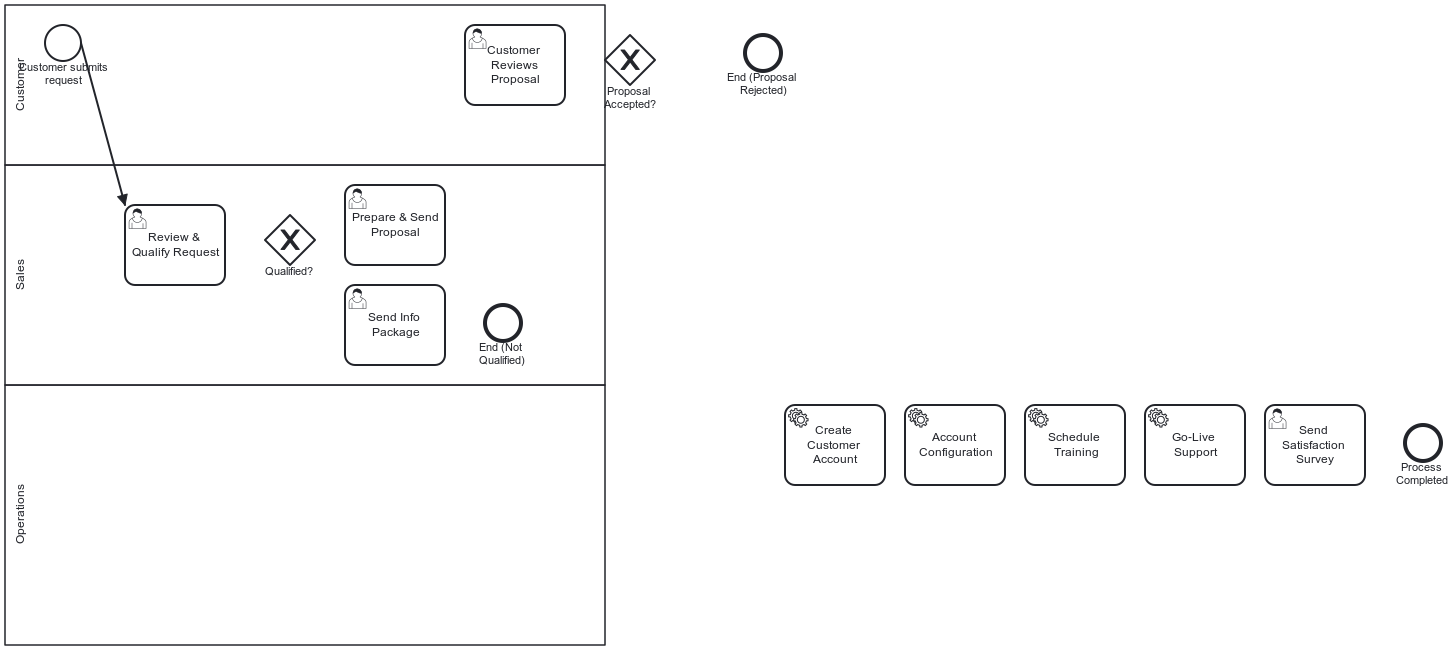 Customer
Customer submits
request
Customer
Reviews
Proposal
Proposal
Accepted?
End (Proposal
Rejected)
Sales
Review &
Qualify Request
Qualified?
Prepare & Send
Proposal
Send Info
Package
End (Not
Qualified)
Operations
Create
Customer
Account
Account
Configuration
Schedule
Training
Go-Live
Support
Send
Satisfaction
Survey
Process
Completed